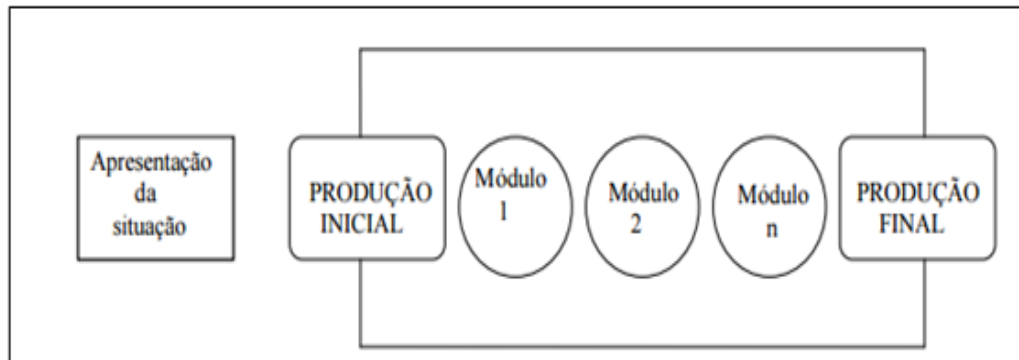 Apresentação
da
situação
PRODUÇÃO
INICIAL
Módulo
1
Módulo
2
Módulo
n
PRODUÇÃO
FINAL